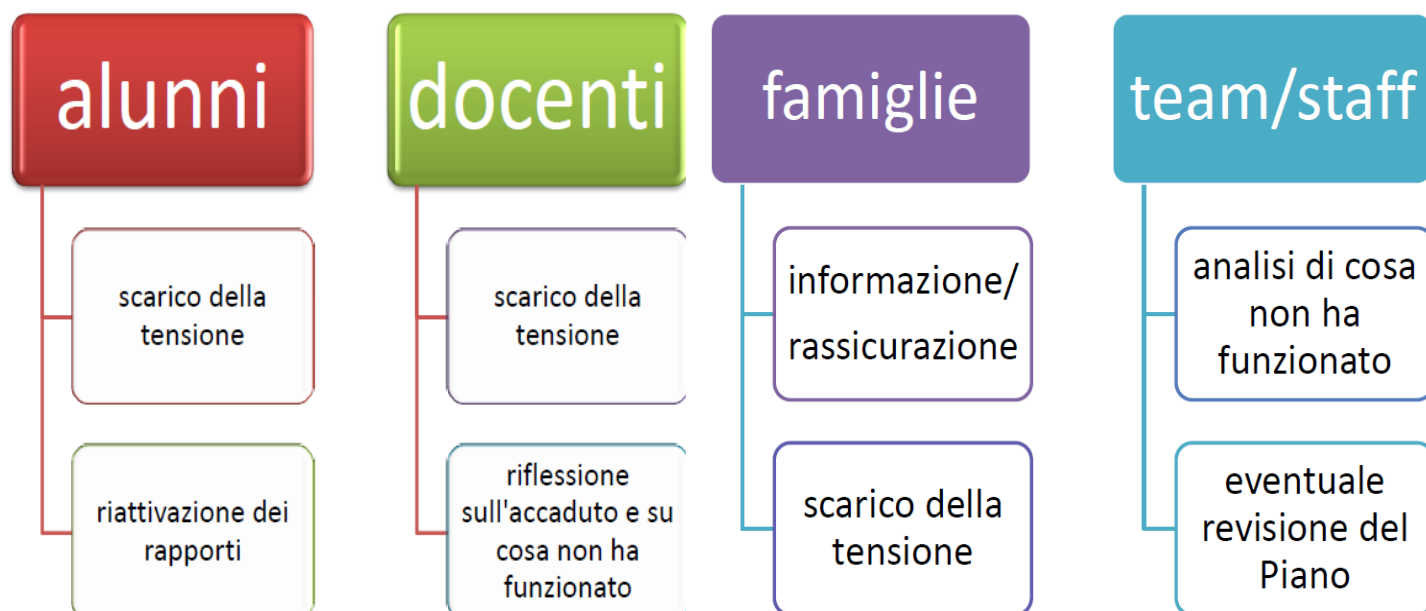 alunni
scarico della
tensione
riattivazione dei
rapporti
docenti
scarico della
tensione
riflessione
sull'accaduto e su
cosa non ha
funzionato
famiglie
informazione/
rassicurazione
scarico della
tensione
team/staff
analisi di cosa
non ha
funzionato
eventuale
revisione del
Piano